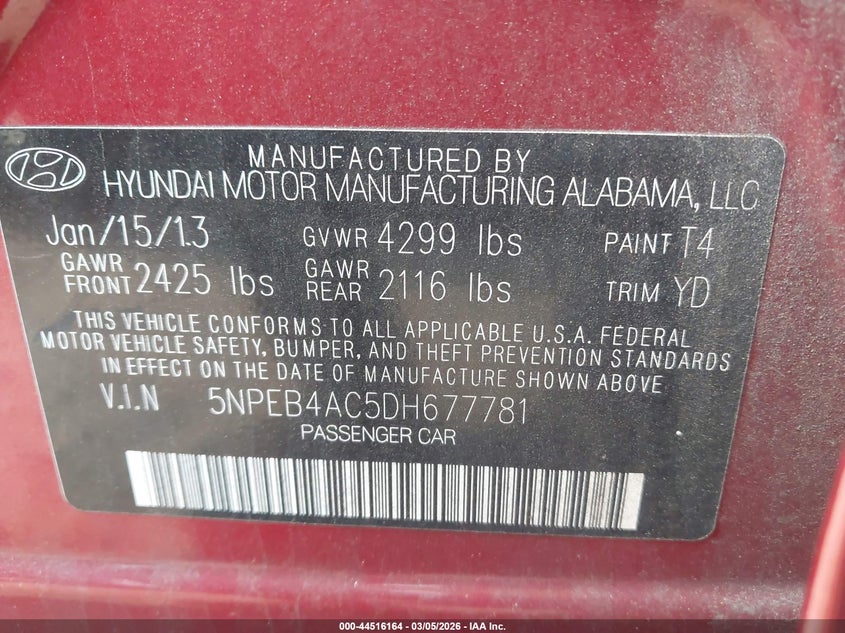 MANUFACTURED BY
HYUNDAI MOTOR MANUFACTURING ALABAMA, LLC
Jan/15/13 GVWR 4299 lbs PAINT T4
GAWR FRONT 2425 lbs GAWR REAR 2116 lbs TRIM YD
THIS VEHICLE CONFORMS TO ALL APPLICABLE U.S.A. FEDERAL
MOTOR VEHICLE SAFETY, BUMPER, AND THEFT PREVENTION STANDARDS
IN EFFECT ON THE DATE OF MANUFACTURE SHOWN ABOVE
V.I.N 5NPEB4AC5DH677781
PASSENGER CAR
000-44516164 - 03/05/2026 - IAA Inc.